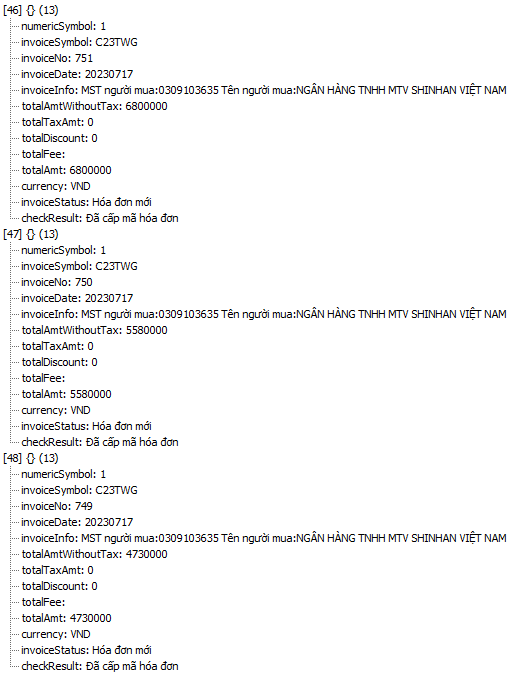 [46] {} (13)
numericSymbol: 1
invoiceSymbol: C23TWG
invoiceNo: 751
invoiceDate: 20230717
invoiceInfo: MST người mua:0309103635 Tên người mua:NGÂN HÀNG TNHH MTV SHINHAN VIỆT NAM
totalAmtWithoutTax: 6800000
totalTaxAmt: 0
totalDiscount: 0
totalFee:
totalAmt: 6800000
currency: VND
invoiceStatus: Hóa đơn mới
checkResult: Đã cấp mã hóa đơn
[47] {} (13)
numericSymbol: 1
invoiceSymbol: C23TWG
invoiceNo: 750
invoiceDate: 20230717
invoiceInfo: MST người mua:0309103635 Tên người mua:NGÂN HÀNG TNHH MTV SHINHAN VIỆT NAM
totalAmtWithoutTax: 5580000
totalTaxAmt: 0
totalDiscount: 0
totalFee:
totalAmt: 5580000
currency: VND
invoiceStatus: Hóa đơn mới
checkResult: Đã cấp mã hóa đơn
[48] {} (13)
numericSymbol: 1
invoiceSymbol: C23TWG
invoiceNo: 749
invoiceDate: 20230717
invoiceInfo: MST người mua:0309103635 Tên người mua:NGÂN HÀNG TNHH MTV SHINHAN VIỆT NAM
totalAmtWithoutTax: 4730000
totalTaxAmt: 0
totalDiscount: 0
totalFee:
totalAmt: 4730000
currency: VND
invoiceStatus: Hóa đơn mới
checkResult: Đã cấp mã hóa đơn